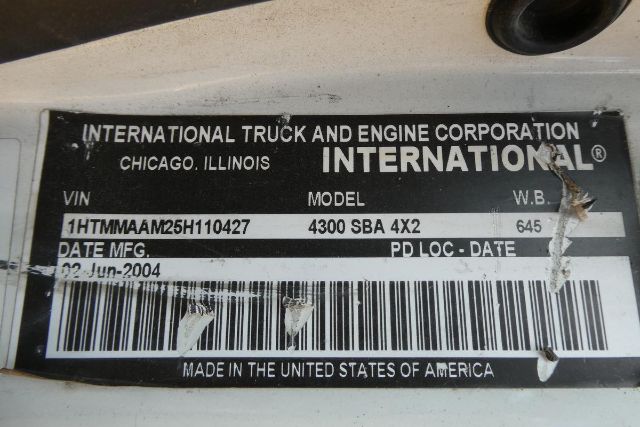 INTERNATIONAL TRUCK AND ENGINE CORPORATION
CHICAGO, ILLINOIS INTERNATIONAL®
VIN MODEL W.B.
1HTMMAAM25H110427 4300 SBA 4X2 645
DATE MFG. PD LOC - DATE
02-Jun-2004
MADE IN THE UNITED STATES OF AMERICA